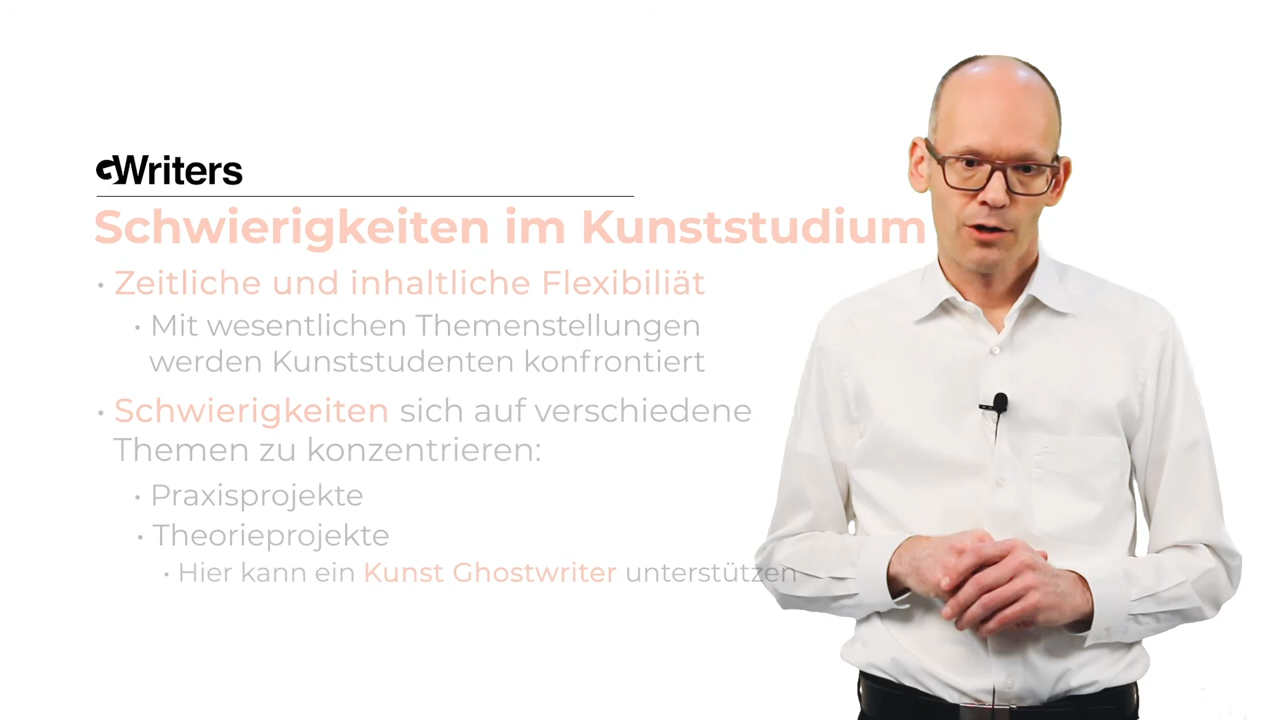 GWriters
Schwierigkeiten im Kunststudium
• Zeitliche und inhaltliche Flexibiliät
• Mit wesentlichen Themenstellungen
werden Kunststudenten konfrontiert
• Schwierigkeiten sich auf verschiedene
Themen zu konzentrieren:
• Praxisprojekte
• Theorieprojekte
• Hier kann ein Kunst Ghostwriter unterstützen